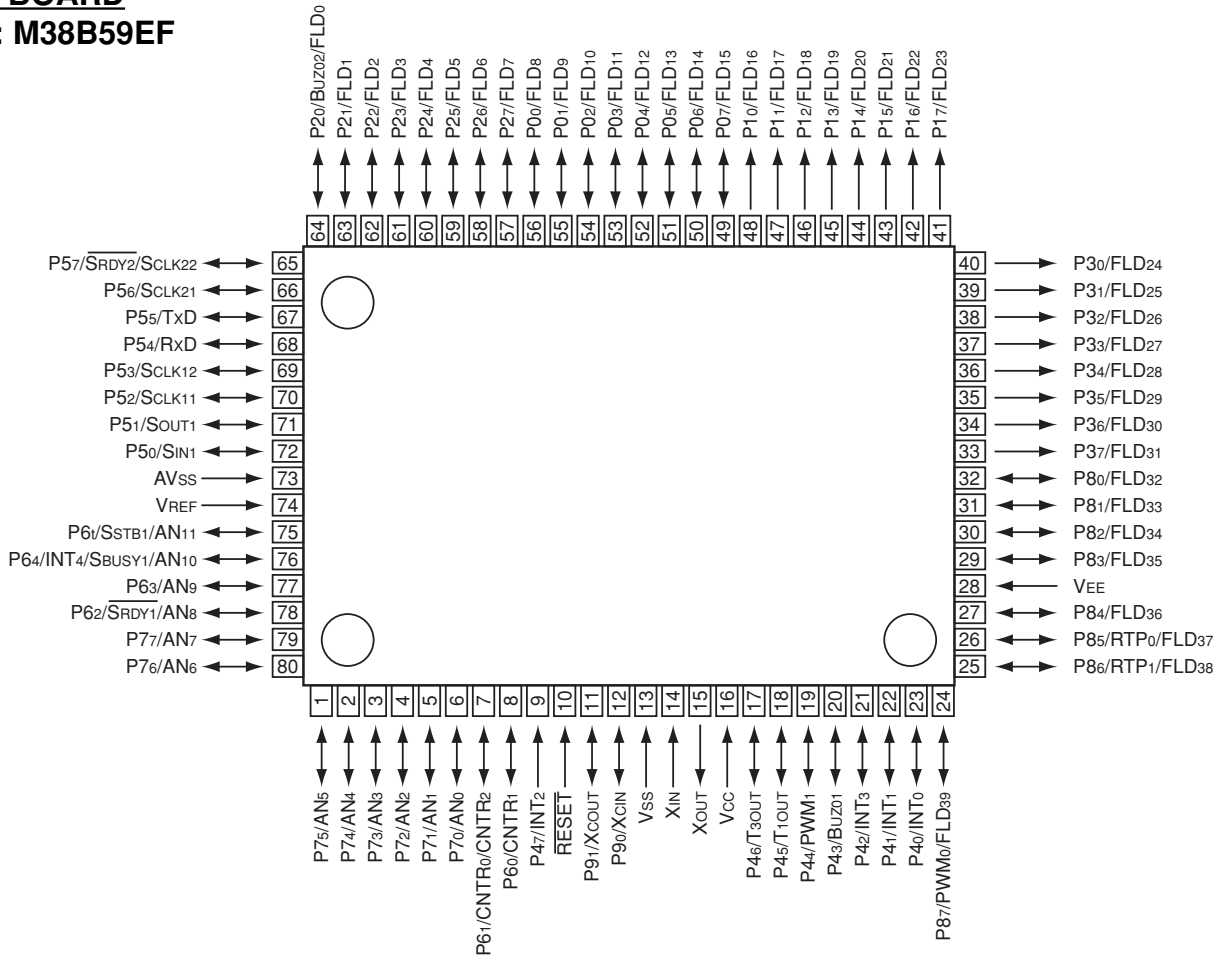 BOARD
: M38B59EF
P20/BUZ02/FLD0
P21/FLD1
P22/FLD2
P23/FLD3
P24/FLD4
P25/FLD5
P26/FLD6
P27/FLD7
P00/FLD8
P01/FLD9
P02/FLD10
P03/FLD11
P04/FLD12
P05/FLD13
P06/FLD14
P07/FLD15
P10/FLD16
P11/FLD17
P12/FLD18
P13/FLD19
P14/FLD20
P15/FLD21
P16/FLD22
P17/FLD23
64 63 62 61 60 59 58 57 56 55 54 53 52 51 50 49 48 47 46 45 44 43 42 41
P57/SRDY2/SCLK22 65
P56/SCLK21 66
P55/TxD 67
P54/RxD 68
P53/SCLK12 69
P52/SCLK11 70
P51/SOUT1 71
P50/SIN1 72
AVSS 73
VREF 74
P6t/SSTB1/AN11 75
P64/INT4/SBUSY1/AN10 76
P63/AN9 77
P62/SRDY1/AN8 78
P77/AN7 79
P76/AN6 80
40 P30/FLD24
39 P31/FLD25
38 P32/FLD26
37 P33/FLD27
36 P34/FLD28
35 P35/FLD29
34 P36/FLD30
33 P37/FLD31
32 P80/FLD32
31 P81/FLD33
30 P82/FLD34
29 P83/FLD35
28 VEE
27 P84/FLD36
26 P85/RTP0/FLD37
25 P86/RTP1/FLD38
1 2 3 4 5 6 7 8 9 10 11 12 13 14 15 16 17 18 19 20 21 22 23 24
P75/AN5
P74/AN4
P73/AN3
P72/AN2
P71/AN1
P70/AN0
P61/CNTR0/CNTR2
P60/CNTR1
P47/INT2
RESET
P91/XCOUT
P90/XCIN
VSS
XIN
XOUT
VCC
P46/T3OUT
P45/T1OUT
P44/PWM1
P43/BUZ01
P42/INT3
P41/INT1
P40/INT0
P87/PWM0/FLD39